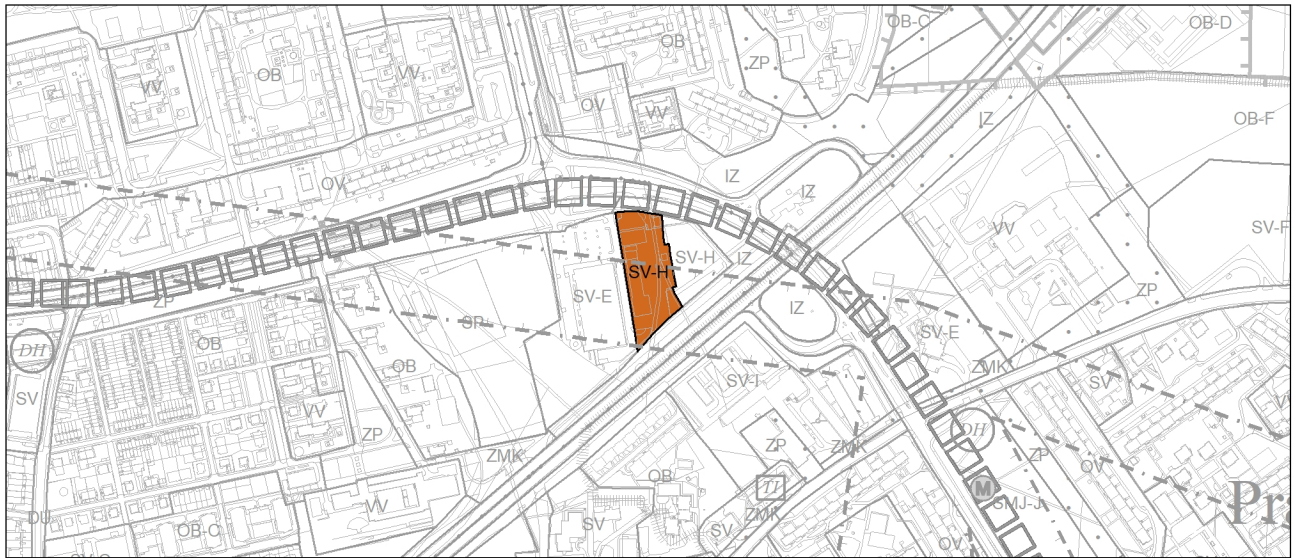 OB-C
OB-D
OB
ZP
VV
OB
VV
OV
VV
IZ
OB-F
OV
IZ
IZ
VV
SV-F
SV-H
SV-H
IZ
SV-E
ZP
ZP
SP
IZ
SV-E
DH
OB
OB
ZMK
SV
SV
VV
SV-I
DH
ZP
ZP
ZMK
ZP
OV
ZMK
OB
TI
M
SMJ-J
VV
DU
OB-C
SV
SV
ZMK
OV